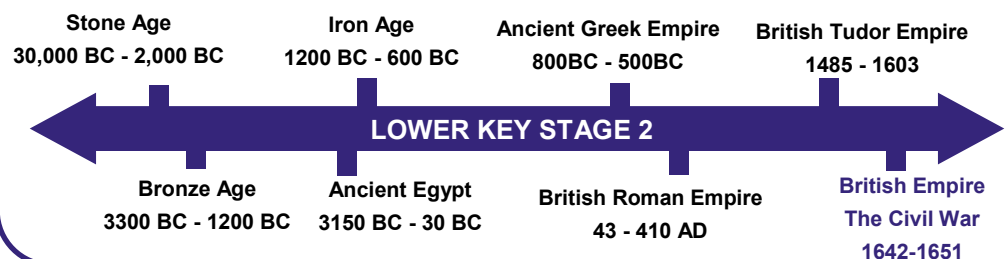 Stone Age
30,000 BC - 2,000 BC
Iron Age
1200 BC - 600 BC
Ancient Greek Empire
800BC - 500BC
British Tudor Empire
1485 - 1603
LOWER KEY STAGE 2
Bronze Age
3300 BC - 1200 BC
Ancient Egypt
3150 BC - 30 BC
British Roman Empire
43 - 410 AD
British Empire
The Civil War
1642-1651